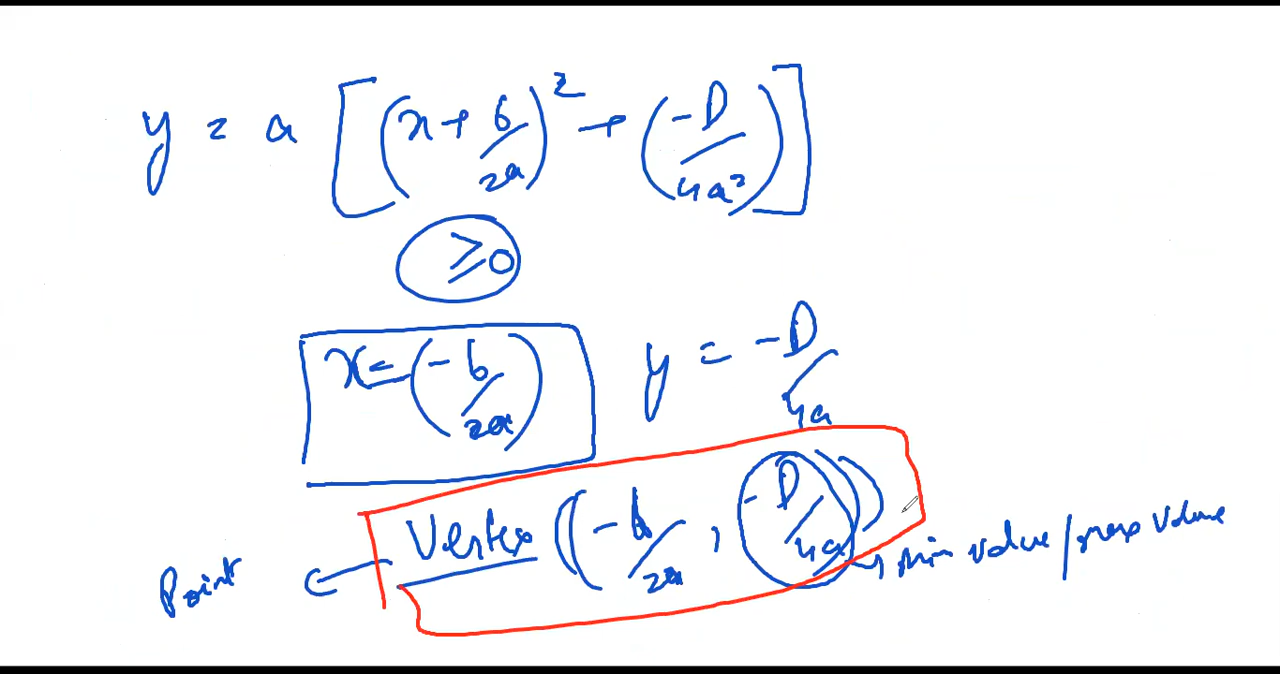 y = a [(x + b/2a)² + (-D/4a²)]
≥0
x = (-b/2a) y = -D/4a
Vertex ((-b/2a, -D/4a))
Point min value/max value